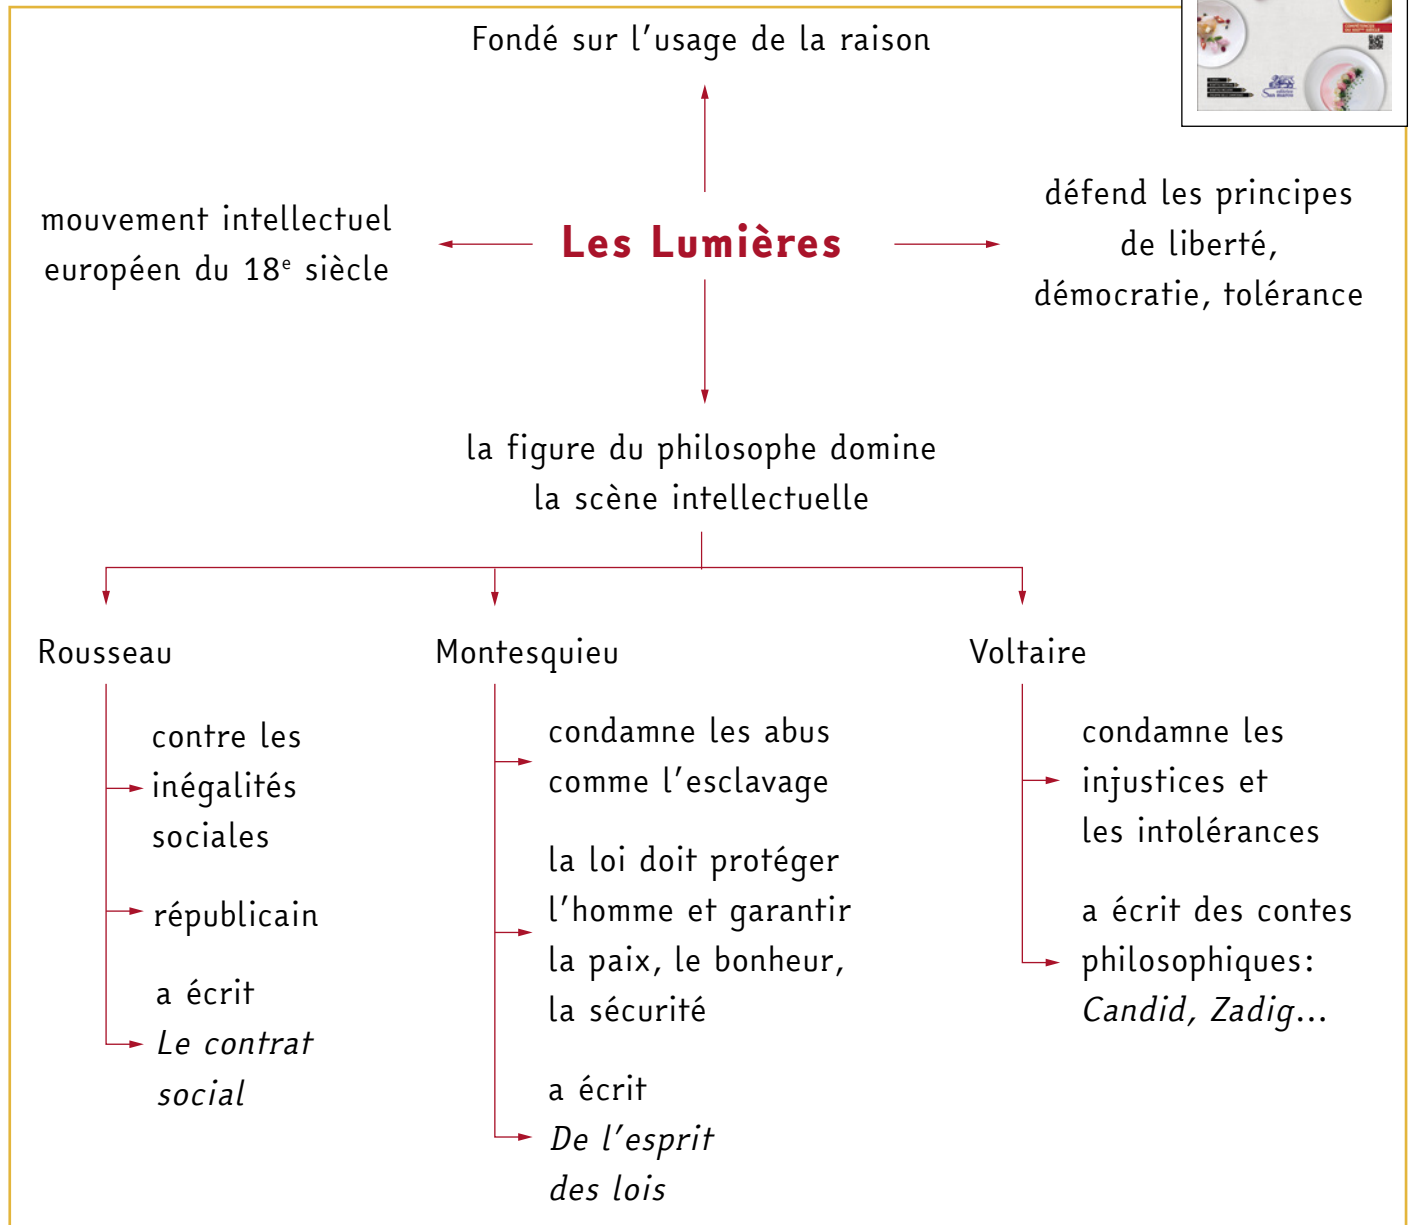 Fondé sur l'usage de la raison
mouvement intellectuel
européen du 18e siècle
Les Lumières
défend les principes
de liberté,
démocratie, tolérance
la figure du philosophe domine
la scène intellectuelle
Rousseau
contre les
inégalités
sociales
républicain
a écrit
Le contrat
social
Montesquieu
condamne les abus
comme l'esclavage
la loi doit protéger
l'homme et garantir
la paix, le bonheur,
la sécurité
a écrit
De l'esprit
des lois
Voltaire
condamne les
injustices et
les intolérances
a écrit des contes
philosophiques:
Candid, Zadig...